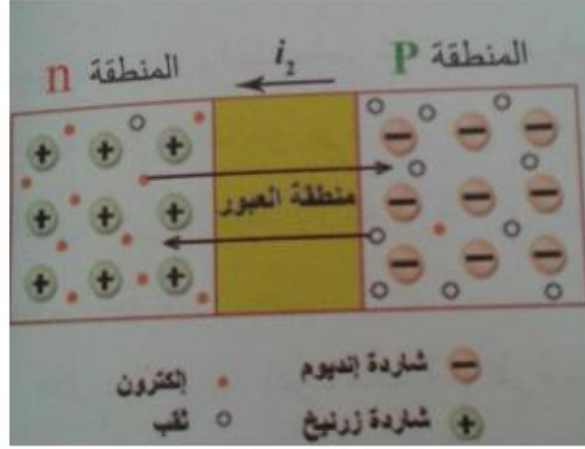 المنطقة P i₂ المنطقة n
منطقة العبور
شاردة إنديوم إلكترون
شاردة زرنيخ ثقب